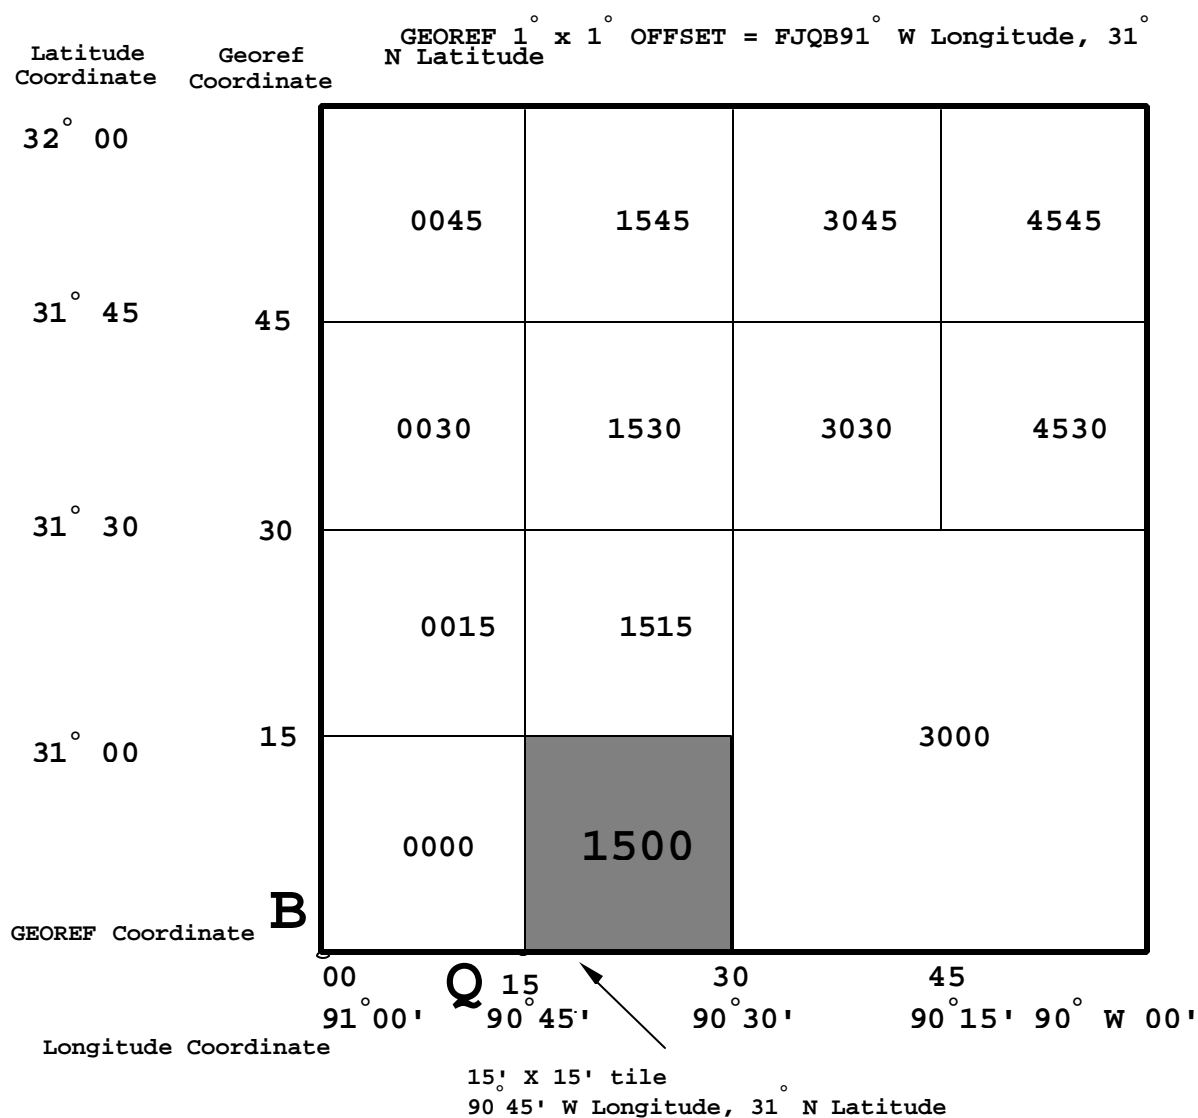 GEOREF 1° x 1° OFFSET = FJQB91° W Longitude, 31°
N Latitude
Latitude
Coordinate
Georef
Coordinate
32° 00
0045 1545 3045 4545
31° 45
45
0030 1530 3030 4530
31° 30
30
0015 1515
31° 00
15
3000
0000 1500
B
GEOREF Coordinate
00 Q 15 30 45
91°00' 90°45' 90°30' 90°15' 90° W 00'
Longitude Coordinate
15' X 15' tile
90°45' W Longitude, 31° N Latitude